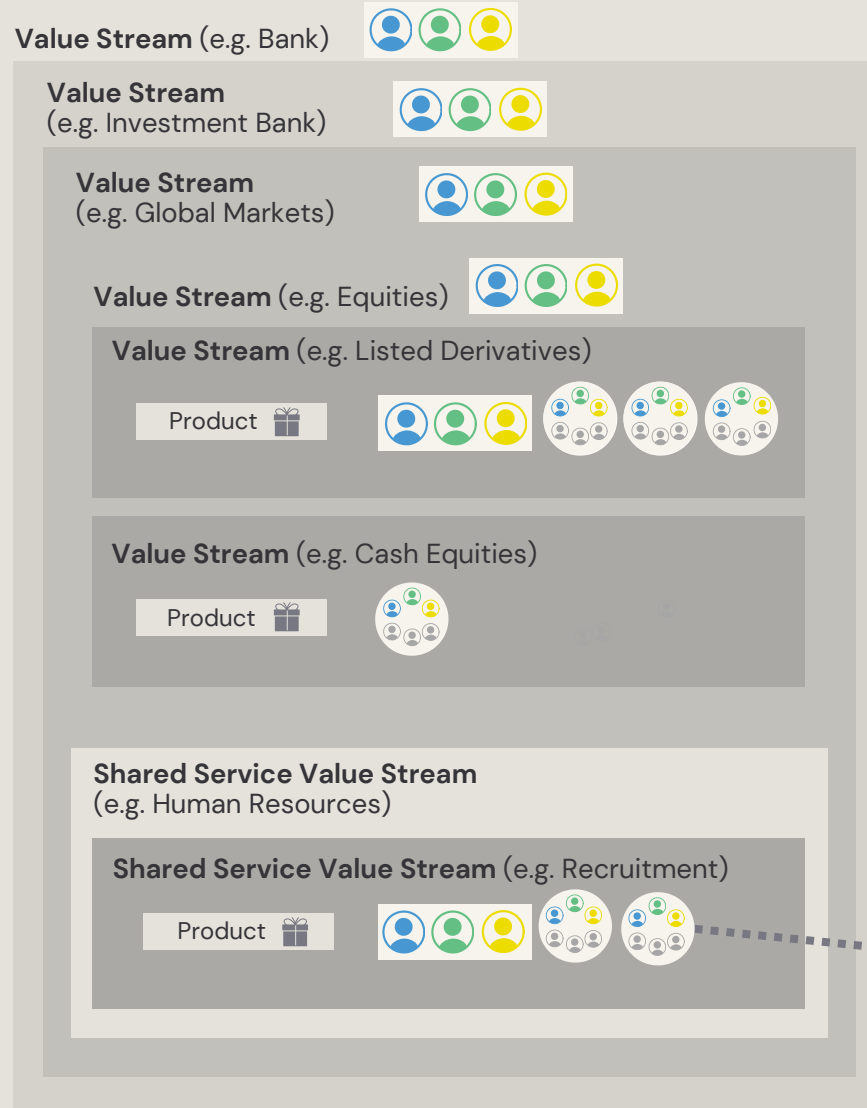 Value Stream (e.g. Bank)
Value Stream
(e.g. Investment Bank)
Value Stream
(e.g. Global Markets)
Value Stream (e.g. Equities)
Value Stream (e.g. Listed Derivatives)
Product
Value Stream (e.g. Cash Equities)
Product
Shared Service Value Stream
(e.g. Human Resources)
Shared Service Value Stream (e.g. Recruitment)
Product